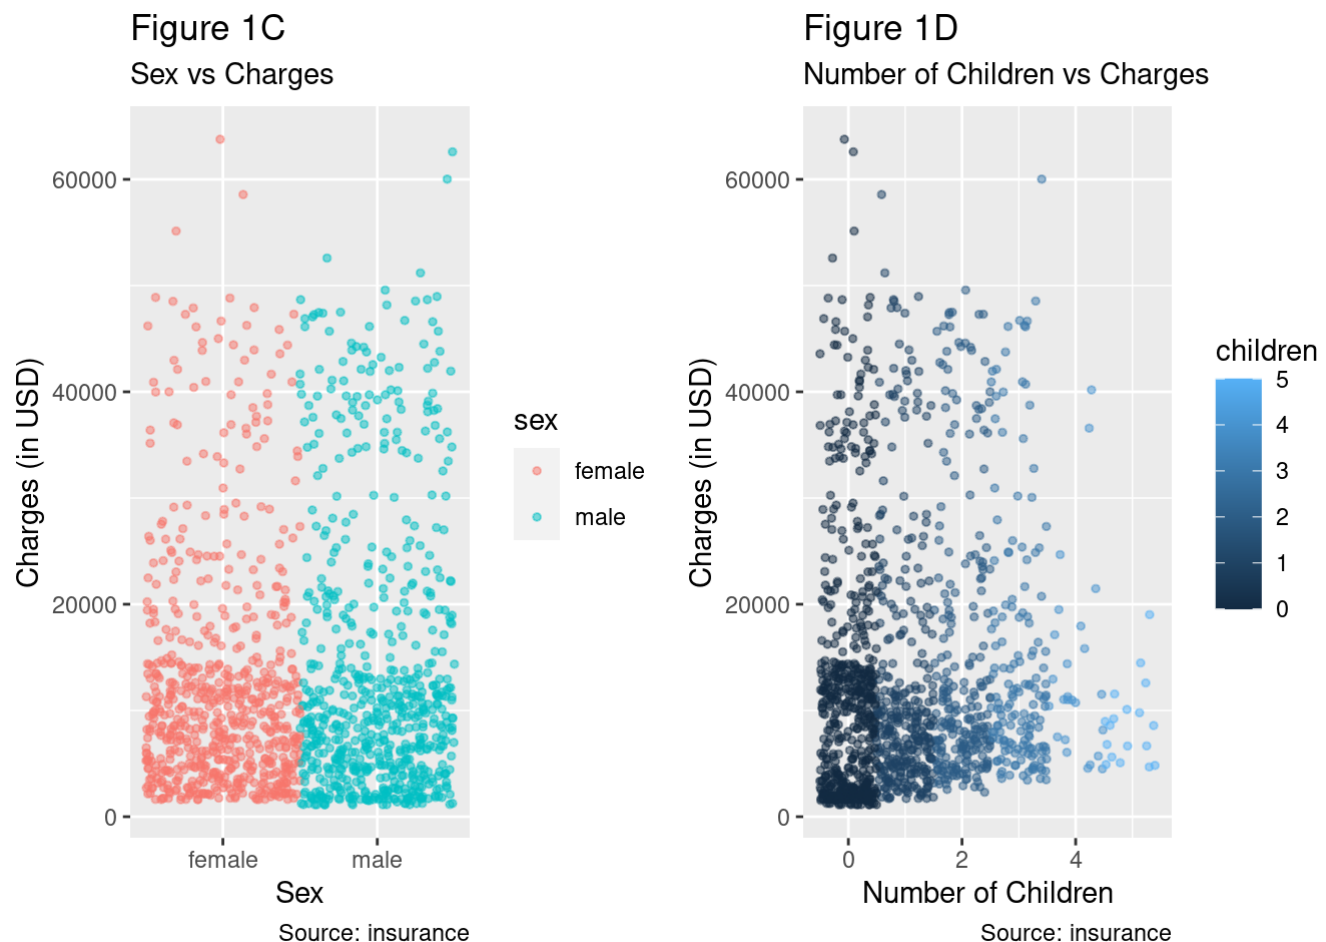 Figure 1C
Sex vs Charges
60000
40000
20000
0
Charges (in USD)
female
male
Sex
Source: insurance
sex
female
male
Figure 1D
Number of Children vs Charges
60000
40000
20000
0
Charges (in USD)
0
2
4
Number of Children
Source: insurance
children
5
4
3
2
1
0